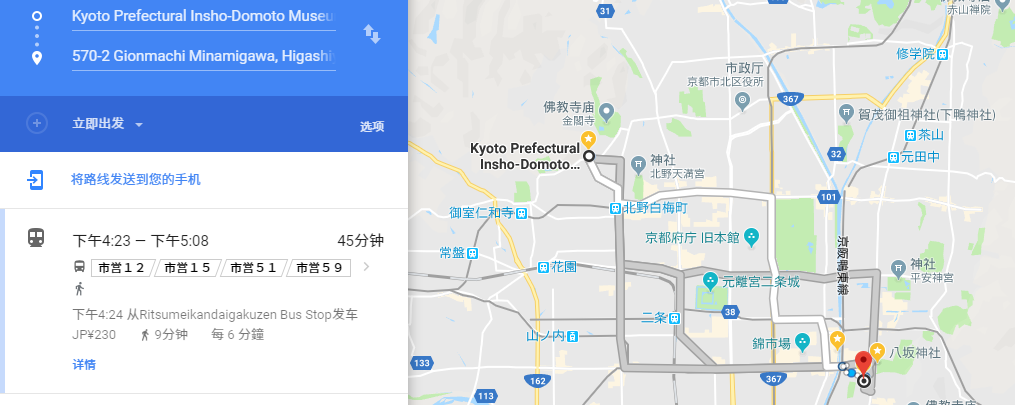 Kyoto Prefectural Insho-Domoto Museu
570-2 Gionmachi Minamigawa, Higashi
立即出发
选项
将路线发送到您的手机
下午4:23 – 下午5:08
45分钟
市営１２
市営１５
市営５１
市営５９
下午4:24 从Ritsumeikandaigakuzen Bus Stop发车
JP¥230
9分钟
每 6 分鐘
详情
31
赤山禅院
修学院
市政厅
京都市北区役所
367
佛教寺庙
金閣寺
賀茂御祖神社(下鴨神社)
茶山
Kyoto Prefectural
Insho-Domoto...
32
元田中
神社
北野天満宮
101
御室仁和寺
北野白梅町
京都府庁 旧本館
京阪鴨東線
常盤
花園
神社
平安神宮
元離宮二条城
38
二条
山ノ内
錦市場
八坂神社
133
162
367
113